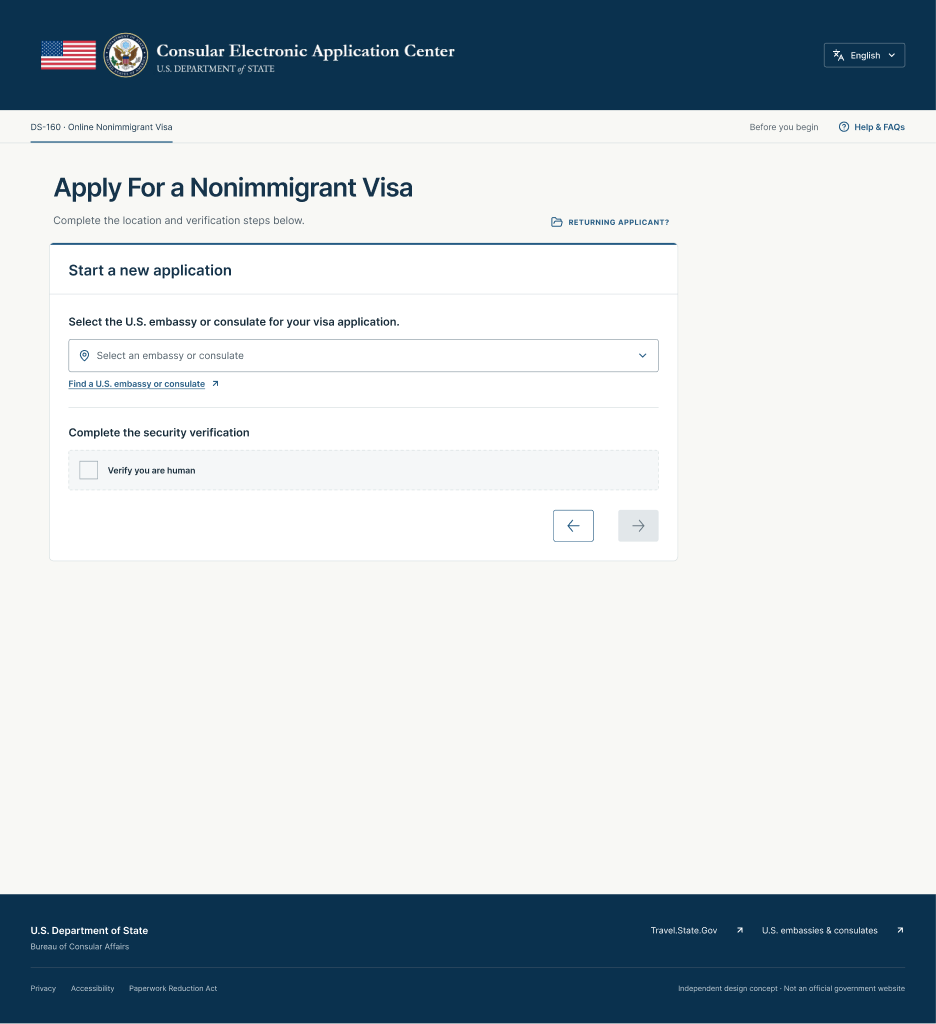 Consular Electronic Application Center
U.S. DEPARTMENT of STATE
English
DS-160 · Online Nonimmigrant Visa
Before you begin
Help & FAQs
Apply For a Nonimmigrant Visa
Complete the location and verification steps below.
RETURNING APPLICANT?
Start a new application
Select the U.S. embassy or consulate for your visa application.
Select an embassy or consulate
Find a U.S. embassy or consulate
Complete the security verification
Verify you are human
U.S. Department of State
Bureau of Consular Affairs
Travel.State.Gov
U.S. embassies & consulates
Privacy
Accessibility
Paperwork Reduction Act
Independent design concept · Not an official government website